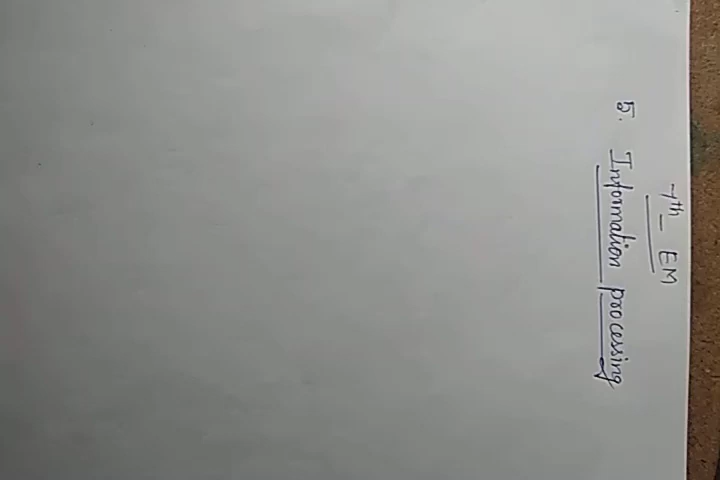 7th - EM
5. Information processing